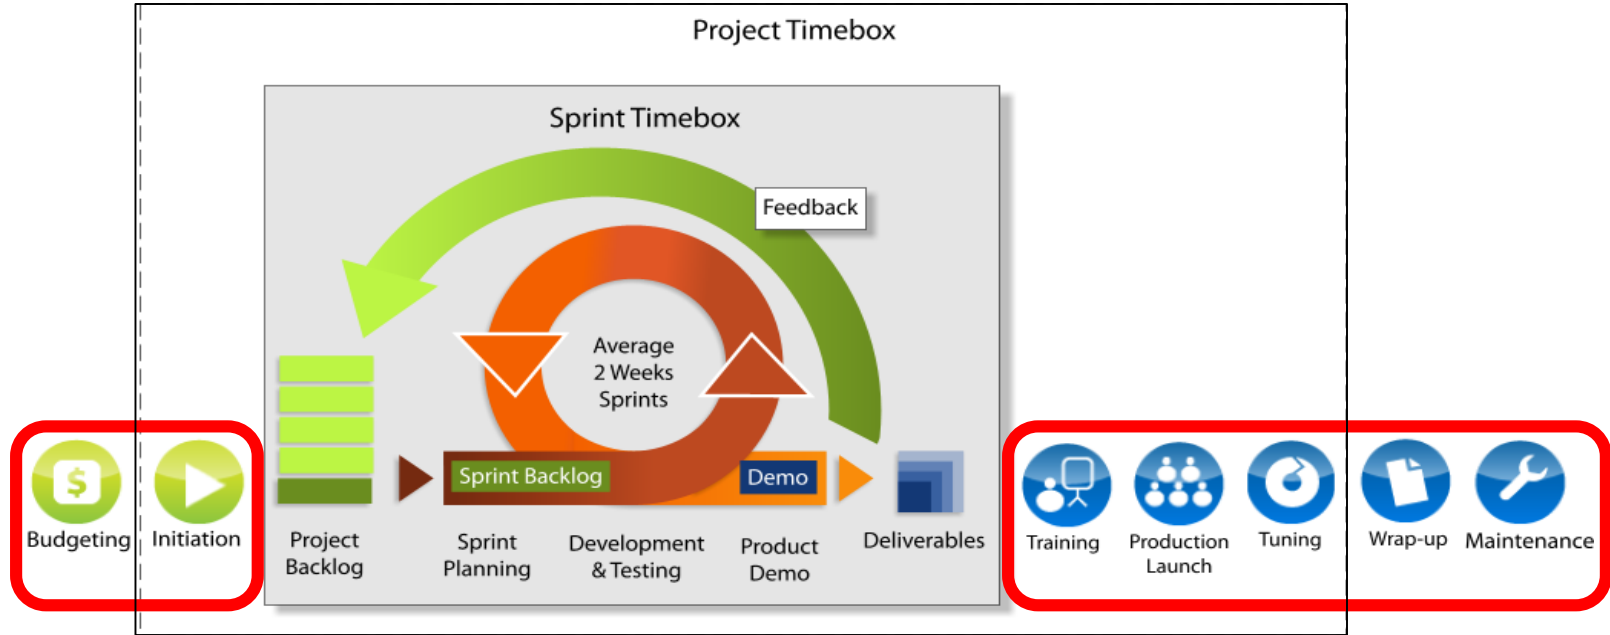 Project Timebox
Sprint Timebox
Feedback
Average
2 Weeks
Sprints
Sprint Backlog
Demo
$
Budgeting
Initiation
Project
Backlog
Sprint
Planning
Development
& Testing
Product
Demo
Deliverables
Training
Production
Launch
Tuning
Wrap-up
Maintenance